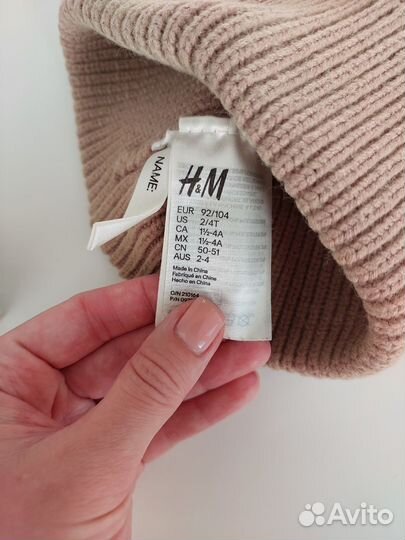 NAME:
H&M
EUR 92/104
US 2/4T
CA 1½-4A
MX 1½-4A
CN 50-51
AUS 2-4
Made in China
Fabriqué en Chine
Hecho en China
O/N 210164
P/N
Avito